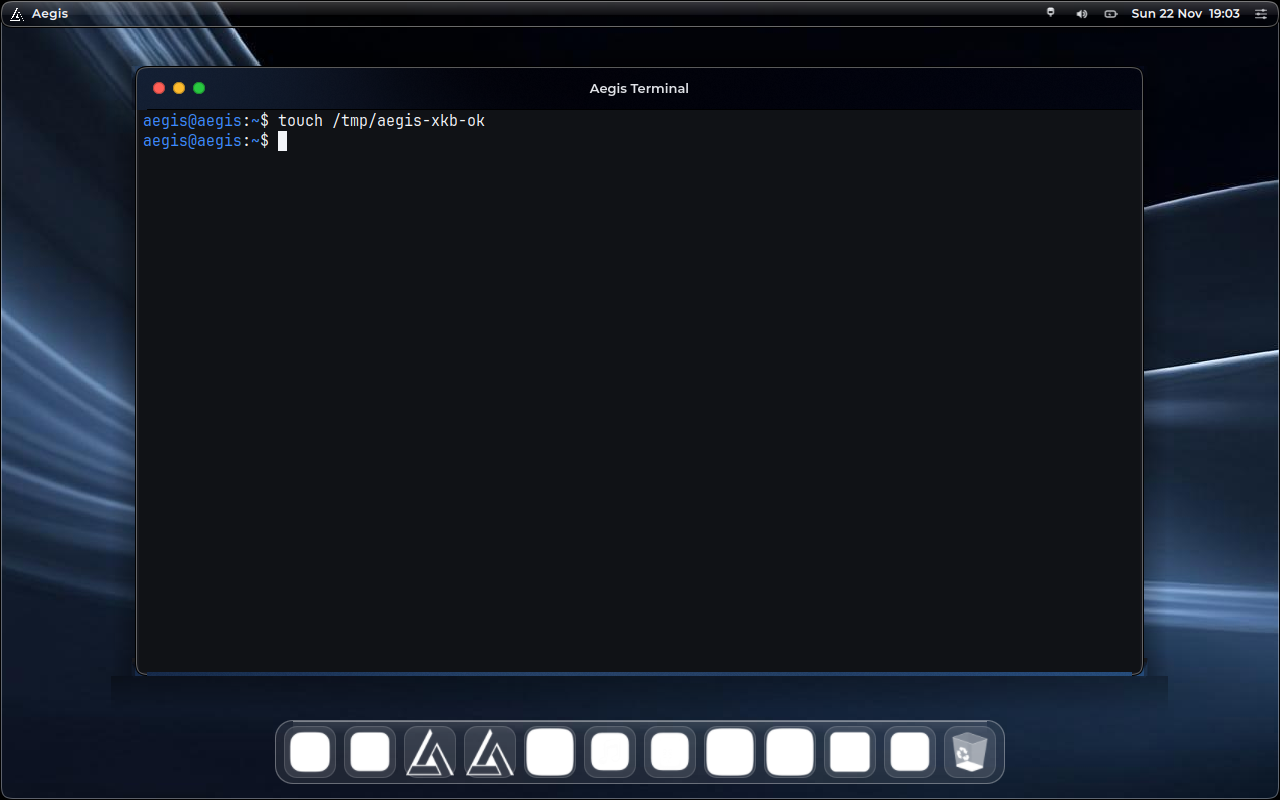 Aegis
Sun 22 Nov 19:03
Aegis Terminal
aegis@aegis:~$ touch /tmp/aegis-xkb-ok
aegis@aegis:~$